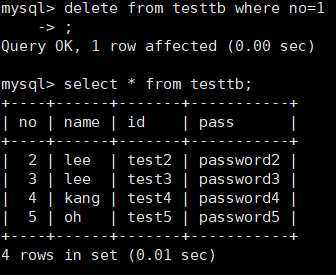 mysql> delete from testtb where no=1
    -> ;
Query OK, 1 row affected (0.00 sec)

mysql> select * from testtb;
+----+------+-------+-----------+
| no | name | id    | pass      |
+----+------+-------+-----------+
|  2 | lee  | test2 | password2 |
|  3 | lee  | test3 | password3 |
|  4 | kang | test4 | password4 |
|  5 | oh   | test5 | password5 |
+----+------+-------+-----------+
4 rows in set (0.01 sec)